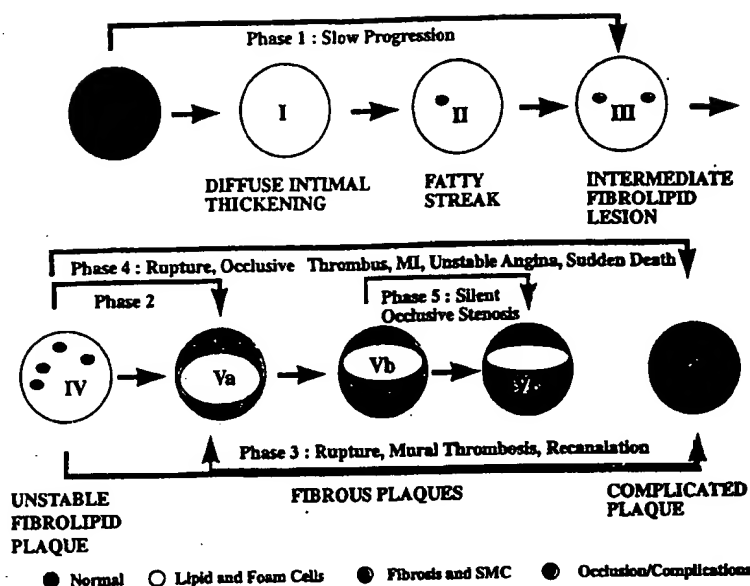 Phase 1 : Slow Progression
I
II
III
DIFFUSE INTIMAL
THICKENING
FATTY
STREAK
INTERMEDIATE
FIBROLIPID
LESION
Phase 4 : Rupture, Occlusive Thrombus, MI, Unstable Angina, Sudden Death
Phase 2
Phase 5 : Silent
Occlusive Stenosis
IV
Va
Vb
Phase 3 : Rupture, Mural Thrombosis, Recanalation
UNSTABLE
FIBROLIPID
PLAQUE
FIBROUS PLAQUES
COMPLICATED
PLAQUE
Normal
Lipid and Foam Cells
Fibrosis and SMC
Occlusion/Complications